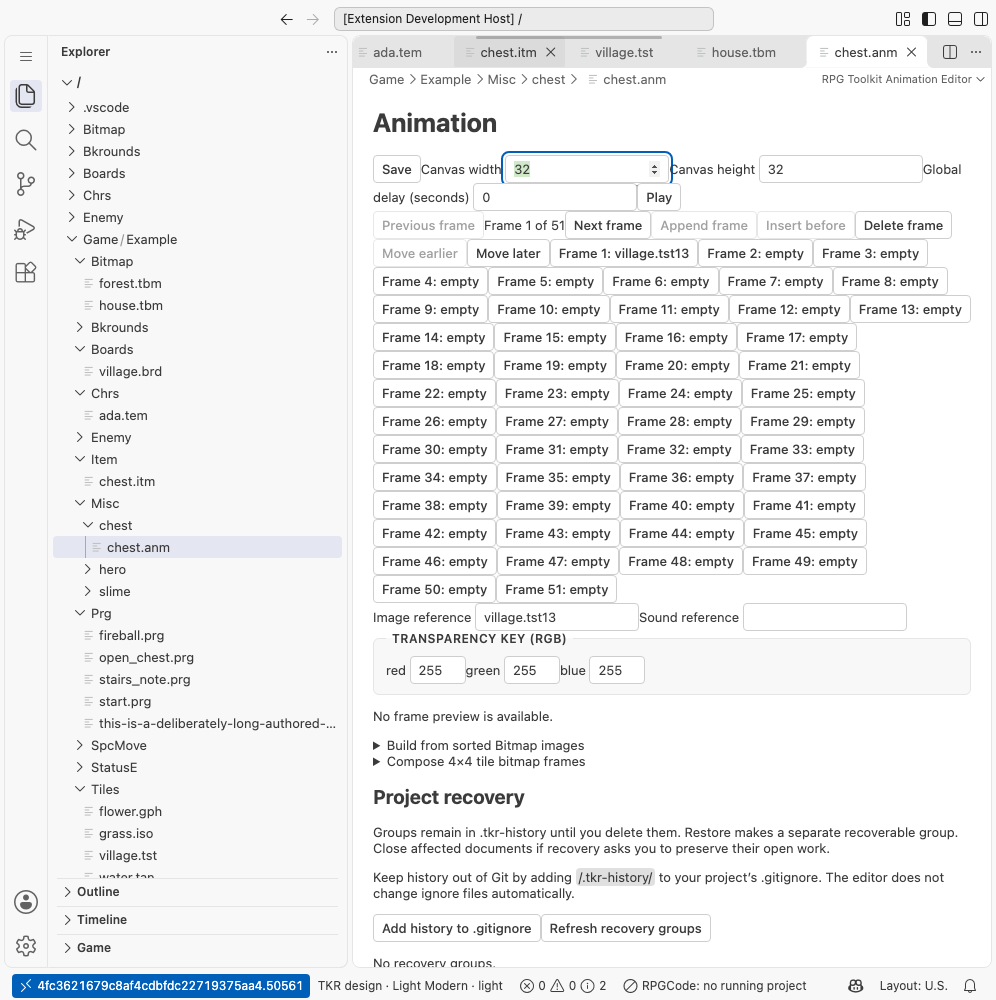 [Extension Development Host] /
Explorer
/
.vscode
Bitmap
Bkrounds
Boards
Chrs
Enemy
Game / Example
Bitmap
forest.tbm
house.tbm
Bkrounds
Boards
village.brd
Chrs
ada.tem
Enemy
Item
chest.itm
Misc
chest
chest.anm
hero
slime
Prg
fireball.prg
open_chest.prg
stairs_note.prg
start.prg
this-is-a-deliberately-long-authored-...
SpcMove
StatusE
Tiles
flower.gph
grass.iso
village.tst
water.tan
Outline
Timeline
Game
ada.tem chest.itm village.tst house.tbm chest.anm
Game > Example > Misc > chest > chest.anm RPG Toolkit Animation Editor
Animation
Save Canvas width 32 Canvas height 32 Global
delay (seconds) 0 Play
Previous frame Frame 1 of 51 Next frame Append frame Insert before Delete frame
Move earlier Move later Frame 1: village.tst13 Frame 2: empty Frame 3: empty
Frame 4: empty Frame 5: empty Frame 6: empty Frame 7: empty Frame 8: empty
Frame 9: empty Frame 10: empty Frame 11: empty Frame 12: empty Frame 13: empty
Frame 14: empty Frame 15: empty Frame 16: empty Frame 17: empty
Frame 18: empty Frame 19: empty Frame 20: empty Frame 21: empty
Frame 22: empty Frame 23: empty Frame 24: empty Frame 25: empty
Frame 26: empty Frame 27: empty Frame 28: empty Frame 29: empty
Frame 30: empty Frame 31: empty Frame 32: empty Frame 33: empty
Frame 34: empty Frame 35: empty Frame 36: empty Frame 37: empty
Frame 38: empty Frame 39: empty Frame 40: empty Frame 41: empty
Frame 42: empty Frame 43: empty Frame 44: empty Frame 45: empty
Frame 46: empty Frame 47: empty Frame 48: empty Frame 49: empty
Frame 50: empty Frame 51: empty
Image reference village.tst13 Sound reference
TRANSPARENCY KEY (RGB)
red 255 green 255 blue 255
No frame preview is available.
Build from sorted Bitmap images
Compose 4×4 tile bitmap frames
Project recovery
Groups remain in .tkr-history until you delete them. Restore makes a separate recoverable group.
Close affected documents if recovery asks you to preserve their open work.
Keep history out of Git by adding /.tkr-history/ to your project's .gitignore. The editor does not
change ignore files automatically.
Add history to .gitignore Refresh recovery groups
No recovery groups.
4fc3621679c8af4cdbfdc22719375aa4.50561 TKR design · Light Modern · light 0 0 2 RPGCode: no running project Layout: U.S.